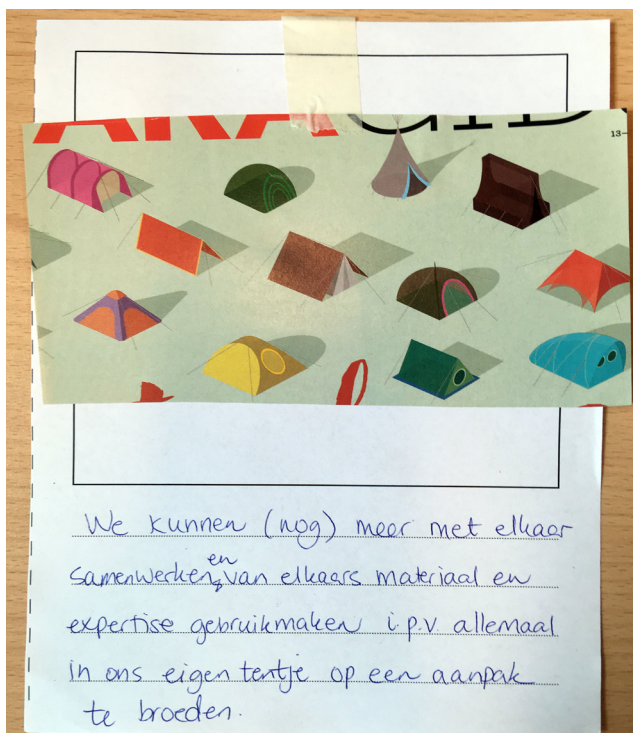 13-
We kunnen (nog) meer met elkaar
samenwerken, en van elkaars materiaal en
expertise gebruikmaken i.p.v allemaal
in ons eigen tentje op een aanpak
te broeden.